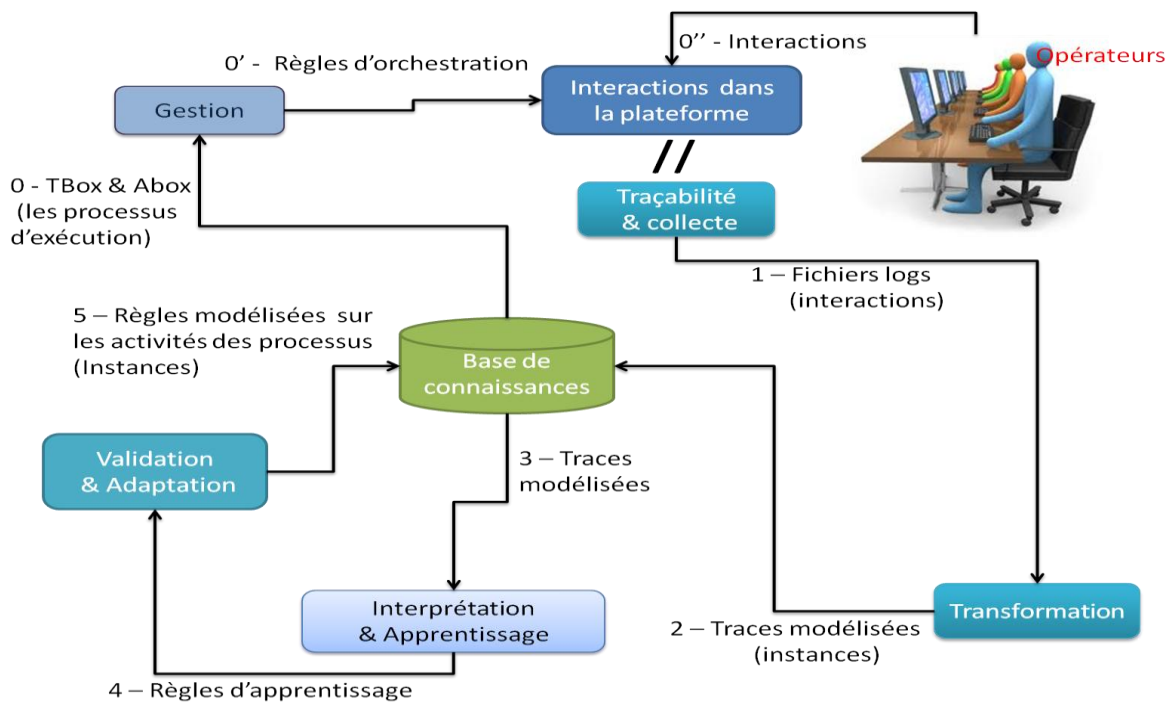 0'' - Interactions
Opérateurs
0' - Règles d'orchestration
Gestion
Interactions dans
la plateforme
//
0 - TBox & Abox
(les processus
d'exécution)
Traçabilité
& collecte
1 – Fichiers logs
(interactions)
5 – Règles modélisées sur
les activités des processus
(Instances)
Base de
connaissances
Validation
& Adaptation
3 – Traces
modélisées
Interprétation
& Apprentissage
Transformation
2 – Traces modélisées
(instances)
4 – Règles d'apprentissage